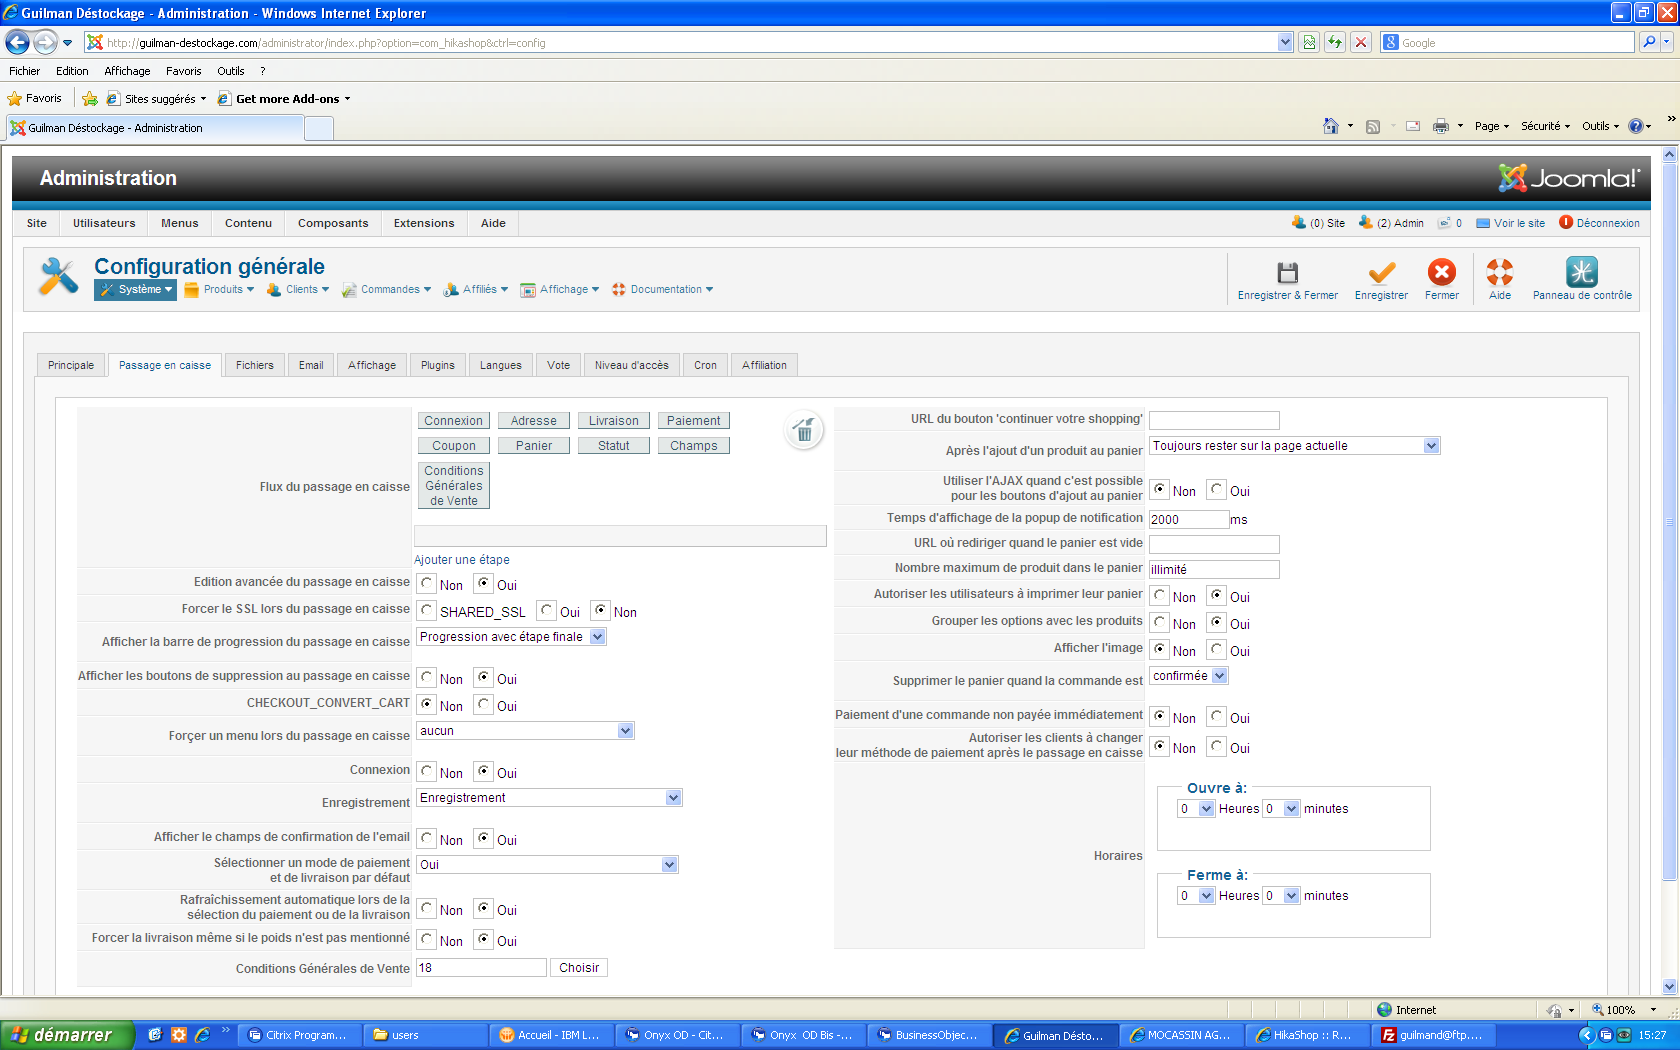 Guilman Déstockage - Administration - Windows Internet Explorer
http://guilman-destockage.com/administrator/index.php?option=com_hikashop&ctrl=config
Google
Fichier Edition Affichage Favoris Outils ?
Favoris Sites suggérés Get more Add-ons
Guilman Déstockage - Administration
Page Sécurité Outils
Administration
Joomla!
Site Utilisateurs Menus Contenu Composants Extensions Aide
(0) Site (2) Admin 0 Voir le site Déconnexion
Configuration générale
Système Produits Clients Commandes Affiliés Affichage Documentation
Enregistrer & Fermer Enregistrer Fermer Aide Panneau de contrôle
Principale Passage en caisse Fichiers Email Affichage Plugins Langues Vote Niveau d'accès Cron Affiliation
Flux du passage en caisse
Connexion Adresse Livraison Paiement
Coupon Panier Statut Champs
Conditions
Générales
de Vente
Ajouter une étape
Edition avancée du passage en caisse Non Oui
Forcer le SSL lors du passage en caisse SHARED_SSL Oui Non
Afficher la barre de progression du passage en caisse Progression avec étape finale
Afficher les boutons de suppression au passage en caisse Non Oui
CHECKOUT_CONVERT_CART Non Oui
Forçer un menu lors du passage en caisse aucun
Connexion Non Oui
Enregistrement Enregistrement
Afficher le champs de confirmation de l'email Non Oui
Sélectionner un mode de paiement
et de livraison par défaut Oui
Rafraîchissement automatique lors de la
sélection du paiement ou de la livraison Non Oui
Forcer la livraison même si le poids n'est pas mentionné Non Oui
Conditions Générales de Vente 18 Choisir
URL du bouton 'continuer votre shopping'
Après l'ajout d'un produit au panier Toujours rester sur la page actuelle
Utiliser l'AJAX quand c'est possible
pour les boutons d'ajout au panier Non Oui
Temps d'affichage de la popup de notification 2000 ms
URL où rediriger quand le panier est vide
Nombre maximum de produit dans le panier illimité
Autoriser les utilisateurs à imprimer leur panier Non Oui
Grouper les options avec les produits Non Oui
Afficher l'image Non Oui
Supprimer le panier quand la commande est confirmée
Paiement d'une commande non payée immédiatement Non Oui
Autoriser les clients à changer
leur méthode de paiement après le passage en caisse Non Oui
Horaires
Ouvre à:
0 Heures 0 minutes
Ferme à:
0 Heures 0 minutes
Internet 100%
démarrer Citrix Program... users Accueil - IBM L... Onyx OD - Cit... Onyx OD Bis -... BusinessObjec... Guilman Désto... MOCASSIN AG... HikaShop :: R... guilmand@ftp.... 15:27